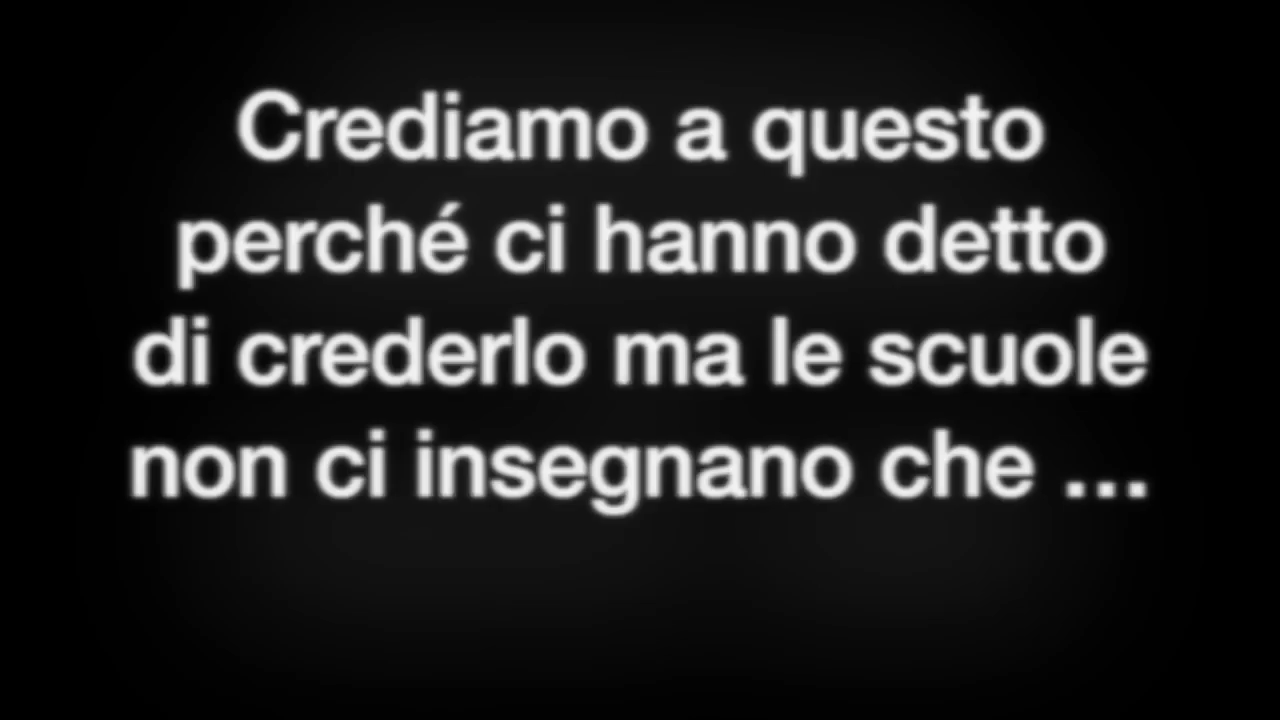 Crediamo a questo
perché ci hanno detto
di crederlo ma le scuole
non ci insegnano che ...